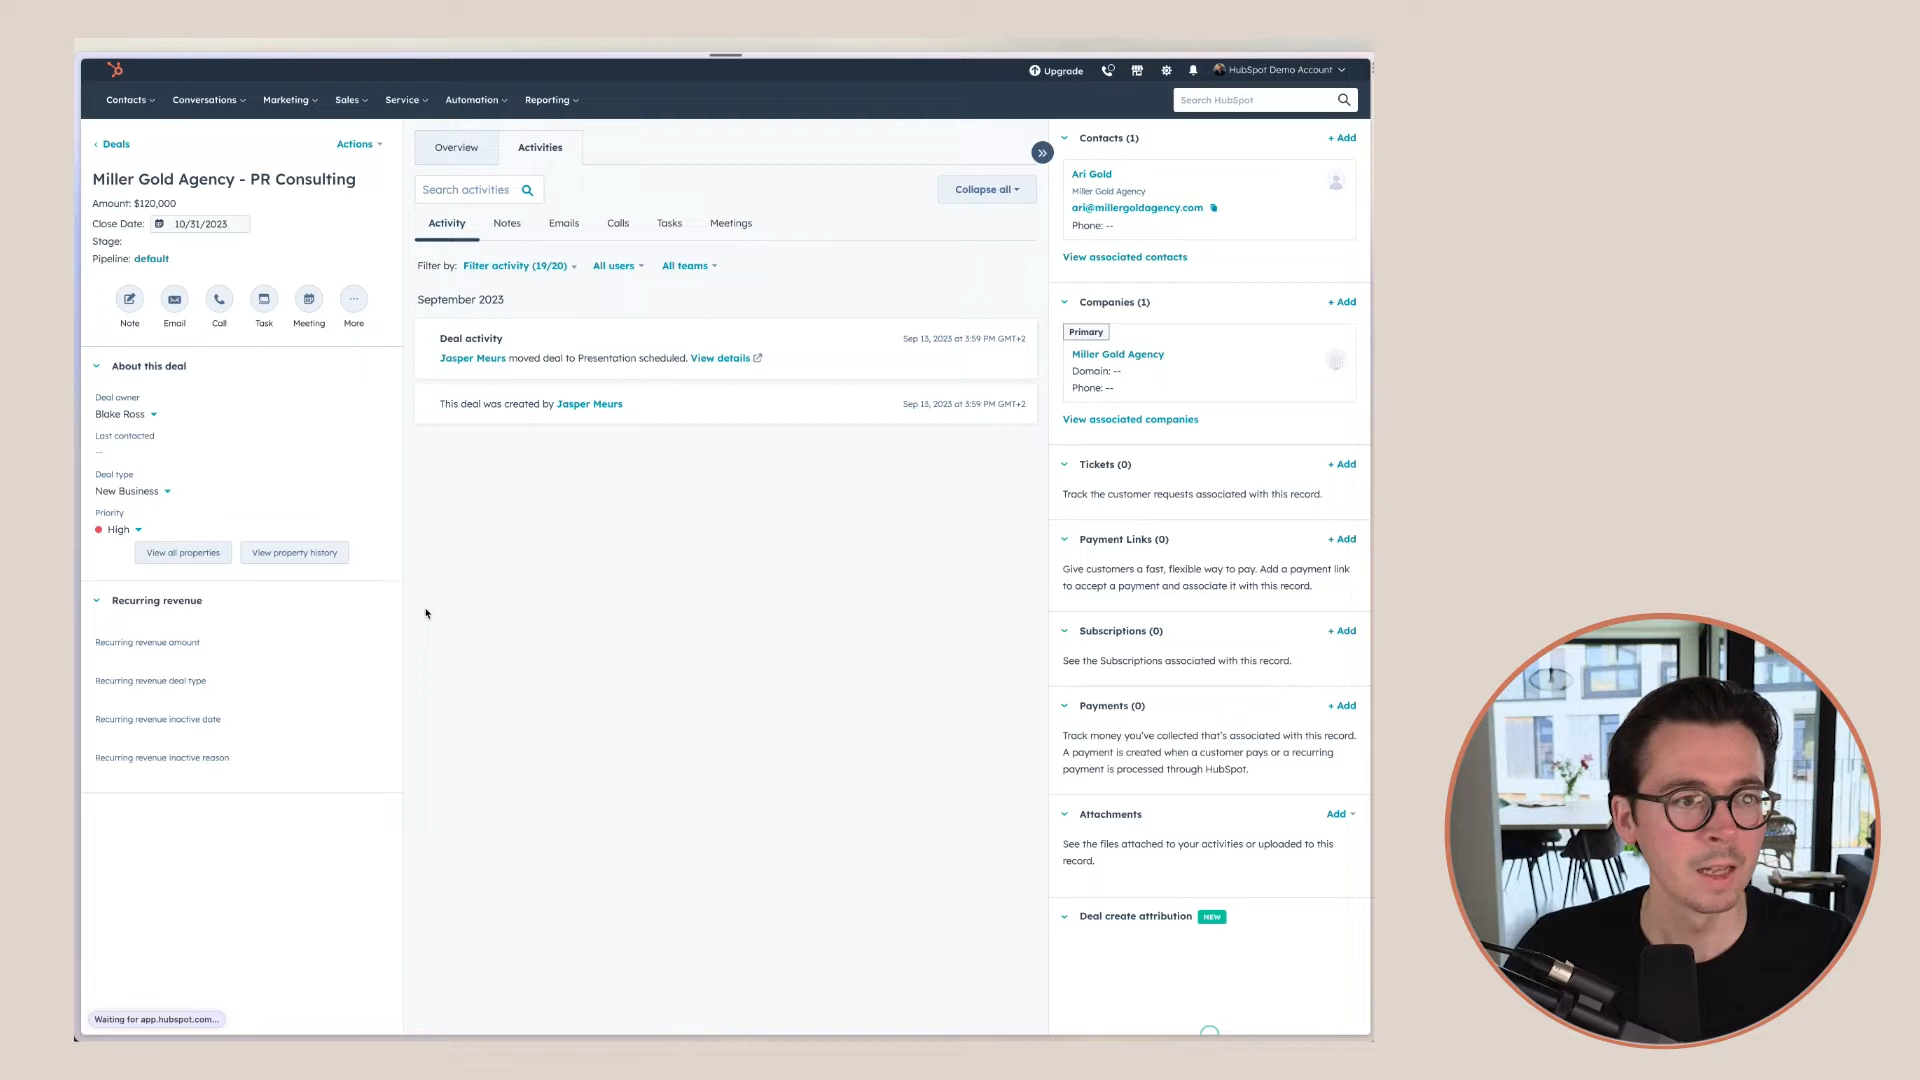 Upgrade
HubSpot Demo Account
Contacts
Conversations
Marketing
Sales
Service
Automation
Reporting
Search HubSpot
Deals
Actions
Miller Gold Agency - PR Consulting
Amount: $120,000
Close Date: 10/31/2023
Stage:
Pipeline: default
Note
Email
Call
Task
Meeting
More
About this deal
Deal owner
Blake Ross
Last contacted
--
Deal type
New Business
Priority
High
View all properties
View property history
Recurring revenue
Recurring revenue amount
Recurring revenue deal type
Recurring revenue inactive date
Recurring revenue inactive reason
Waiting for app.hubspot.com...
Overview
Activities
Search activities
Collapse all
Activity
Notes
Emails
Calls
Tasks
Meetings
Filter by: Filter activity (19/20) All users All teams
September 2023
Deal activity
Sep 13, 2023 at 3:59 PM GMT+2
Jasper Meurs moved deal to Presentation scheduled. View details
This deal was created by Jasper Meurs
Sep 13, 2023 at 3:59 PM GMT+2
Contacts (1)
+ Add
Ari Gold
Miller Gold Agency
ari@millergoldagency.com
Phone: --
View associated contacts
Companies (1)
+ Add
Primary
Miller Gold Agency
Domain: --
Phone: --
View associated companies
Tickets (0)
+ Add
Track the customer requests associated with this record.
Payment Links (0)
+ Add
Give customers a fast, flexible way to pay. Add a payment link
to accept a payment and associate it with this record.
Subscriptions (0)
+ Add
See the Subscriptions associated with this record.
Payments (0)
+ Add
Track money you've collected that's associated with this record.
A payment is created when a customer pays or a recurring
payment is processed through HubSpot.
Attachments
Add
See the files attached to your activities or uploaded to this
record.
Deal create attribution NEW